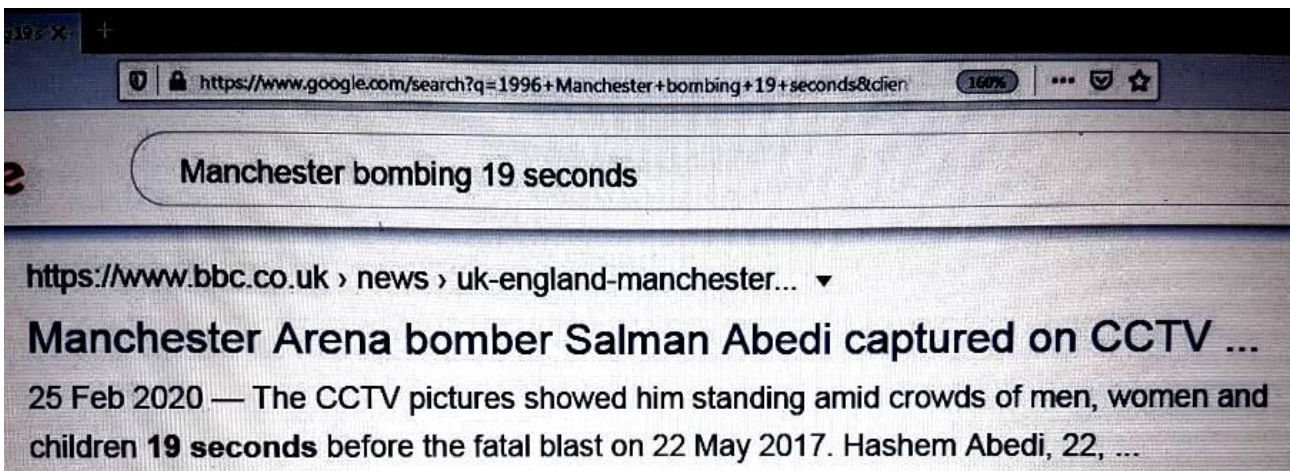 g19s ✕ +
https://www.google.com/search?q=1996+Manchester+bombing+19+seconds&clien 160% ...
e Manchester bombing 19 seconds
https://www.bbc.co.uk › news › uk-england-manchester... ▼
Manchester Arena bomber Salman Abedi captured on CCTV ...
25 Feb 2020 — The CCTV pictures showed him standing amid crowds of men, women and
children 19 seconds before the fatal blast on 22 May 2017. Hashem Abedi, 22, ...